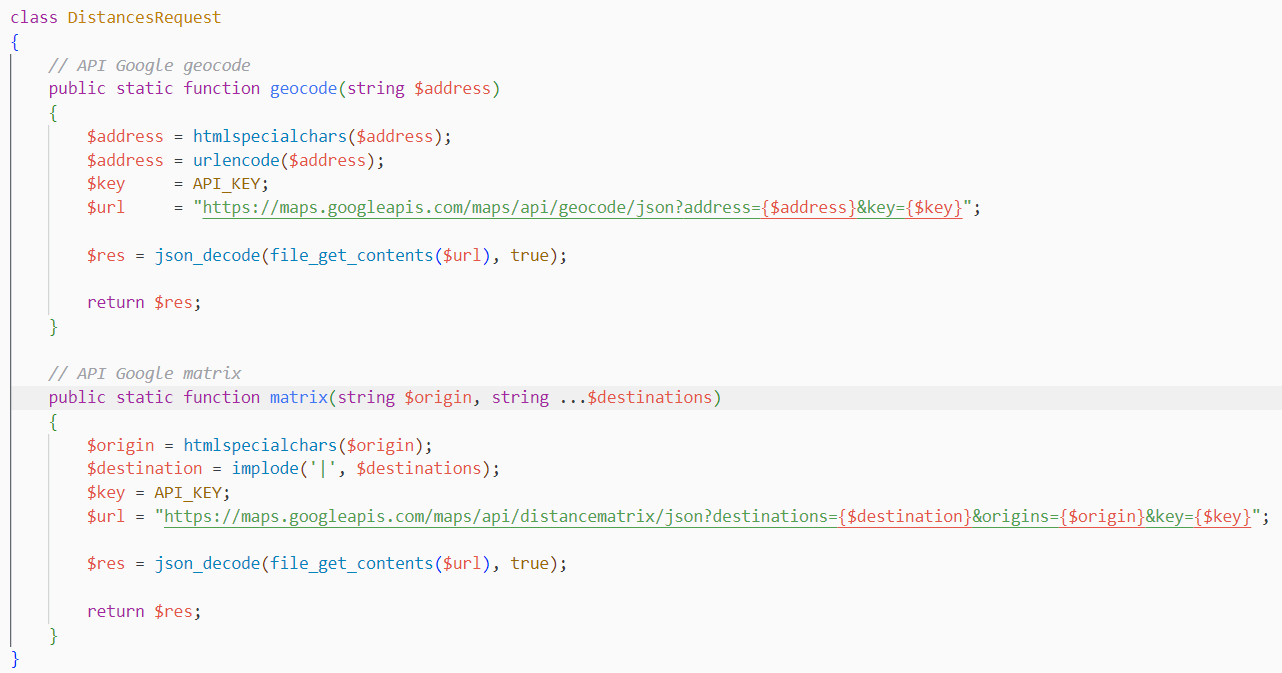 class DistancesRequest
{
    // API Google geocode
    public static function geocode(string $address)
    {
        $address = htmlspecialchars($address);
        $address = urlencode($address);
        $key     = API_KEY;
        $url     = "https://maps.googleapis.com/maps/api/geocode/json?address={$address}&key={$key}";

        $res = json_decode(file_get_contents($url), true);

        return $res;
    }

    // API Google matrix
    public static function matrix(string $origin, string ...$destinations)
    {
        $origin = htmlspecialchars($origin);
        $destination = implode('|', $destinations);
        $key = API_KEY;
        $url = "https://maps.googleapis.com/maps/api/distancematrix/json?destinations={$destination}&origins={$origin}&key={$key}";

        $res = json_decode(file_get_contents($url), true);

        return $res;
    }
}